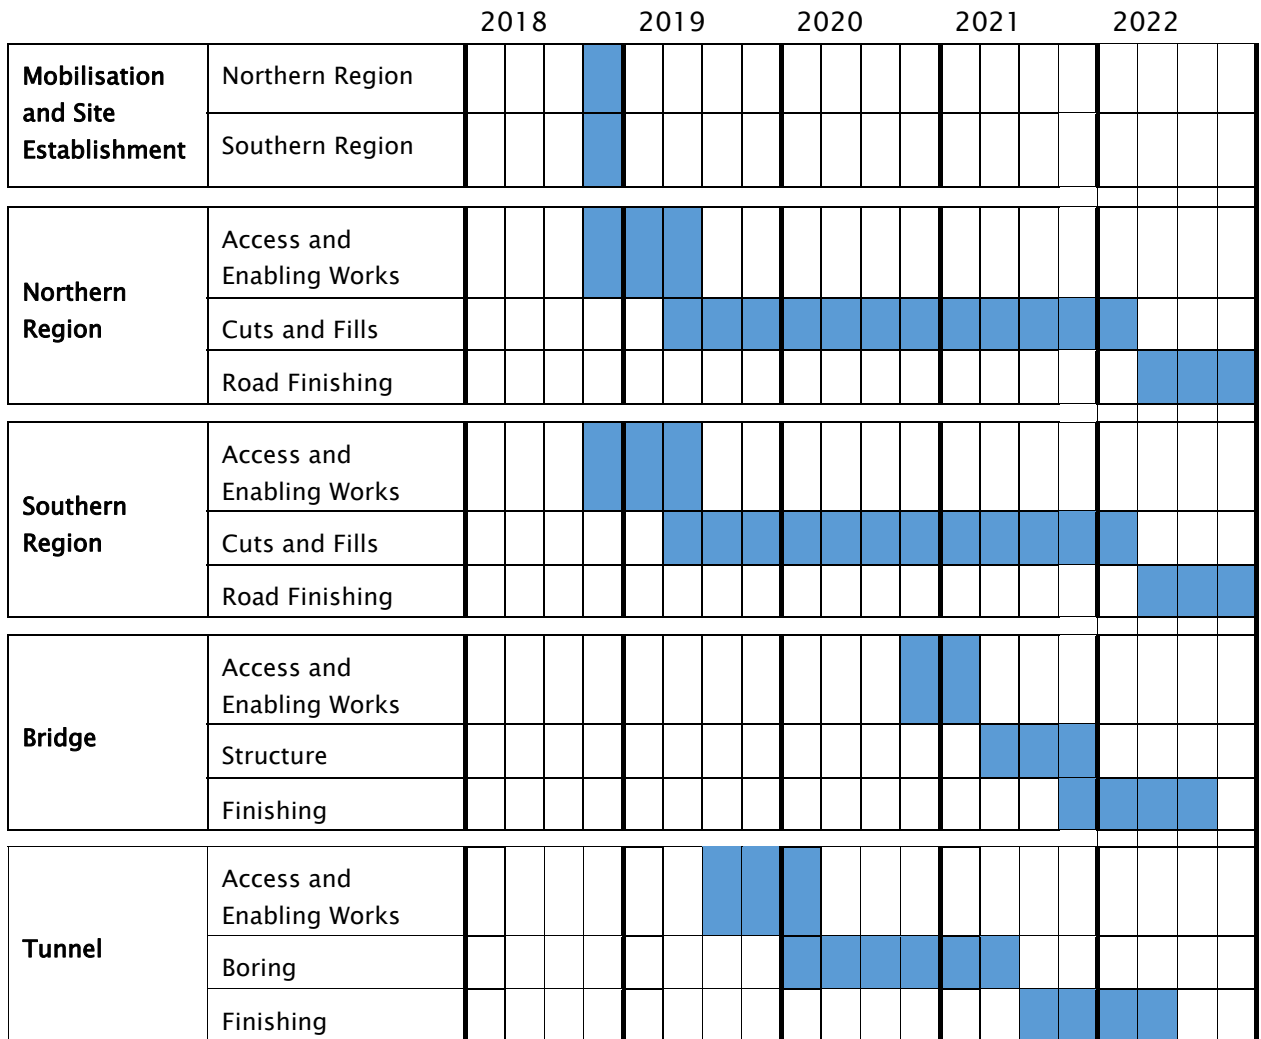 2018 2019 2020 2021 2022
Mobilisation
and Site
Establishment
Northern Region
Southern Region
Northern
Region
Access and
Enabling Works
Cuts and Fills
Road Finishing
Southern
Region
Access and
Enabling Works
Cuts and Fills
Road Finishing
Bridge
Access and
Enabling Works
Structure
Finishing
Tunnel
Access and
Enabling Works
Boring
Finishing